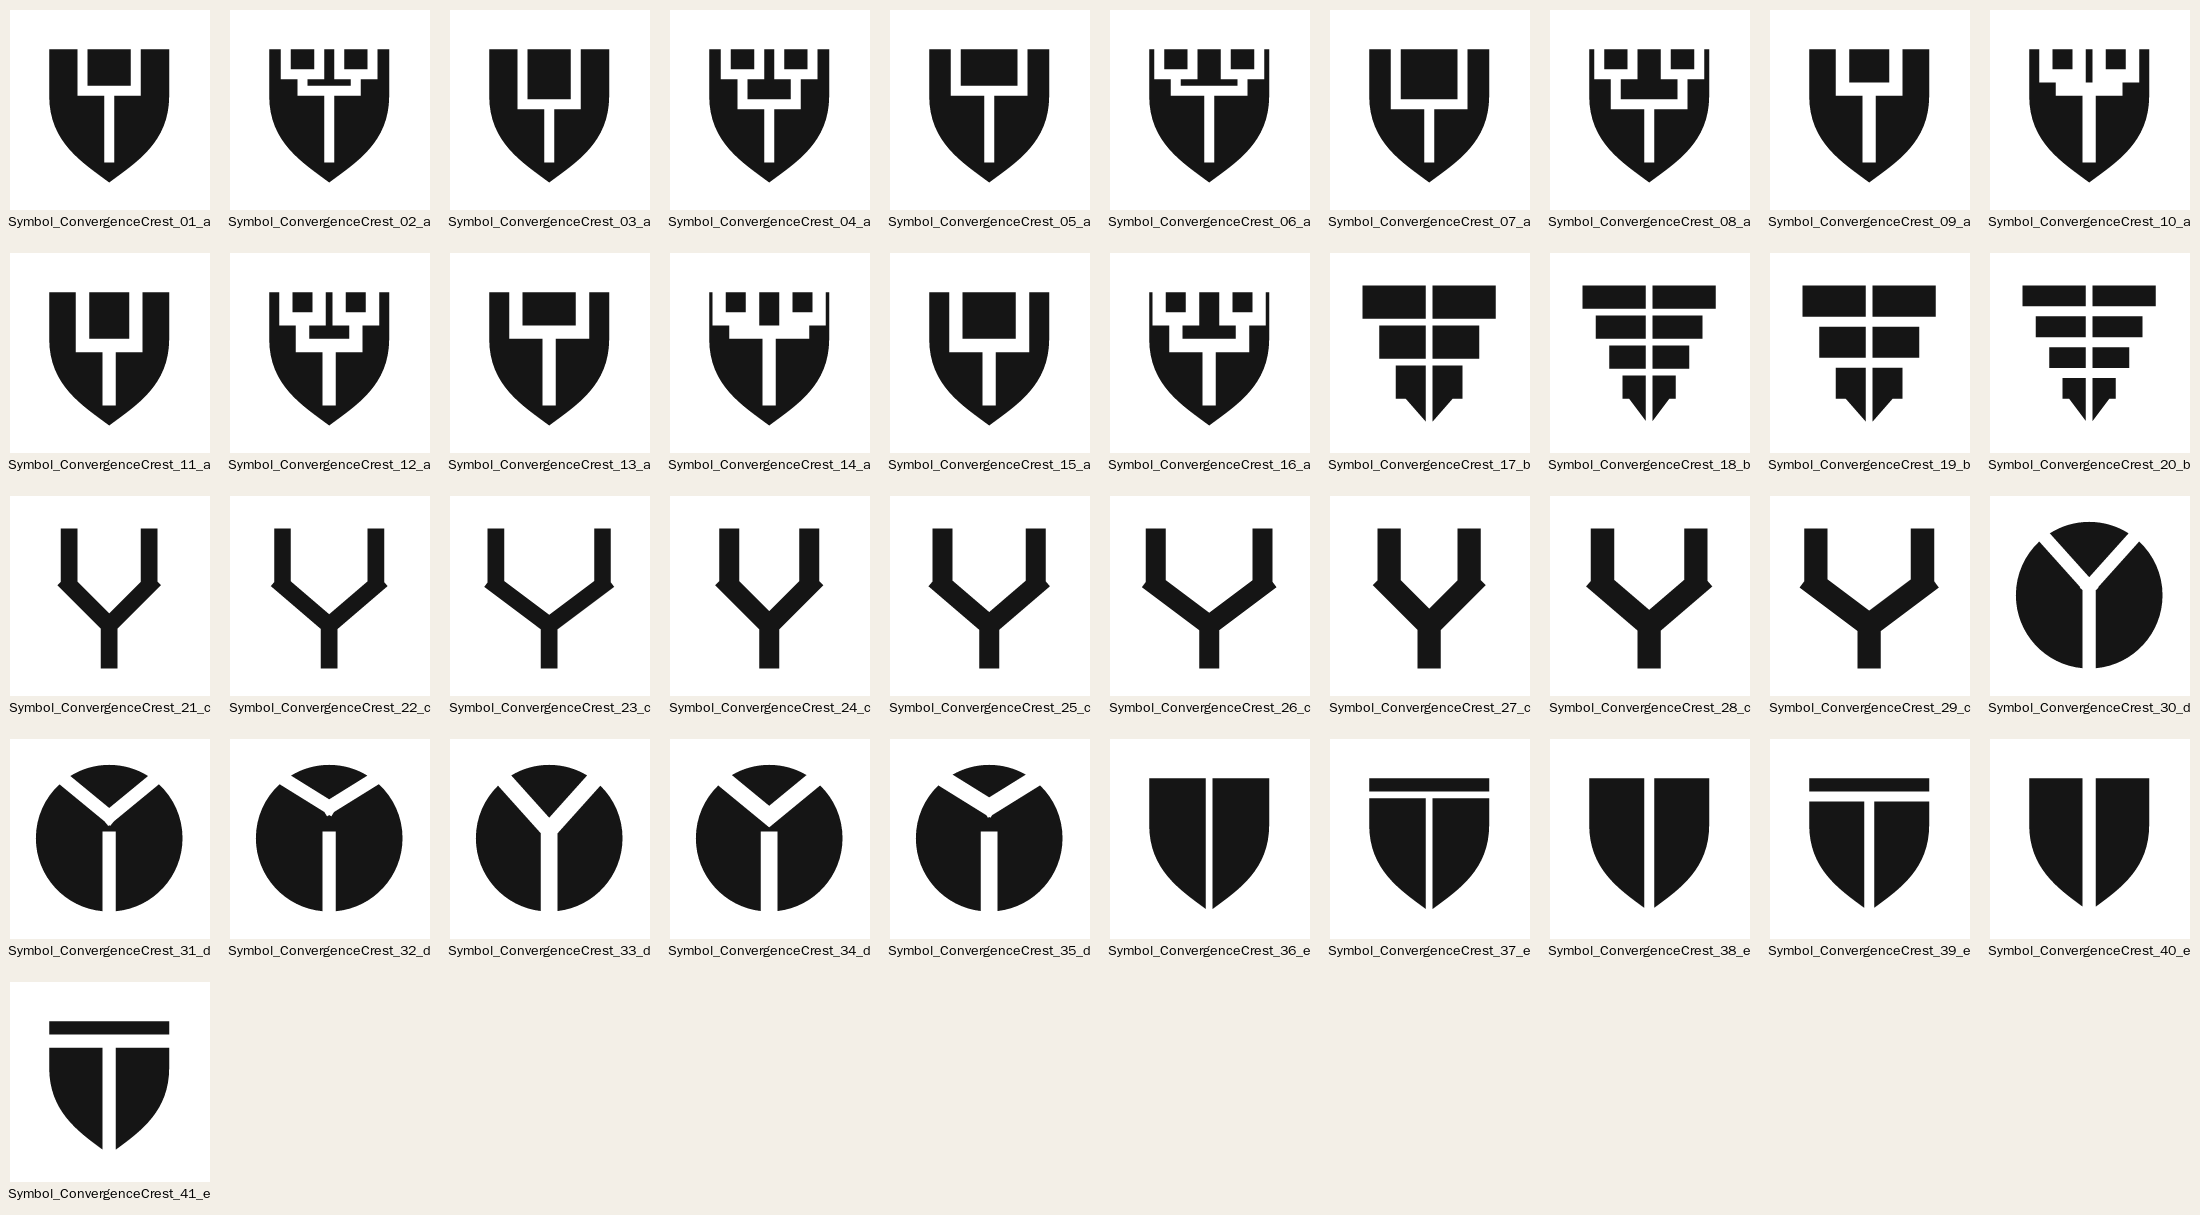 Symbol_ConvergenceCrest_01_a Symbol_ConvergenceCrest_02_a Symbol_ConvergenceCrest_03_a Symbol_ConvergenceCrest_04_a Symbol_ConvergenceCrest_05_a Symbol_ConvergenceCrest_06_a Symbol_ConvergenceCrest_07_a Symbol_ConvergenceCrest_08_a Symbol_ConvergenceCrest_09_a Symbol_ConvergenceCrest_10_a
Symbol_ConvergenceCrest_11_a Symbol_ConvergenceCrest_12_a Symbol_ConvergenceCrest_13_a Symbol_ConvergenceCrest_14_a Symbol_ConvergenceCrest_15_a Symbol_ConvergenceCrest_16_a Symbol_ConvergenceCrest_17_b Symbol_ConvergenceCrest_18_b Symbol_ConvergenceCrest_19_b Symbol_ConvergenceCrest_20_b
Symbol_ConvergenceCrest_21_c Symbol_ConvergenceCrest_22_c Symbol_ConvergenceCrest_23_c Symbol_ConvergenceCrest_24_c Symbol_ConvergenceCrest_25_c Symbol_ConvergenceCrest_26_c Symbol_ConvergenceCrest_27_c Symbol_ConvergenceCrest_28_c Symbol_ConvergenceCrest_29_c Symbol_ConvergenceCrest_30_d
Symbol_ConvergenceCrest_31_d Symbol_ConvergenceCrest_32_d Symbol_ConvergenceCrest_33_d Symbol_ConvergenceCrest_34_d Symbol_ConvergenceCrest_35_d Symbol_ConvergenceCrest_36_e Symbol_ConvergenceCrest_37_e Symbol_ConvergenceCrest_38_e Symbol_ConvergenceCrest_39_e Symbol_ConvergenceCrest_40_e
Symbol_ConvergenceCrest_41_e